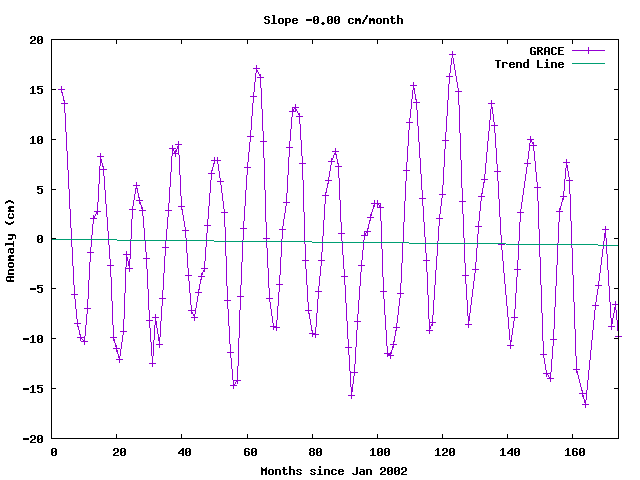 Slope -0.00 cm/month
GRACE
Trend Line
20
15
10
5
0
-5
-10
-15
-20
Anomaly (cm)
0 20 40 60 80 100 120 140 160
Months since Jan 2002